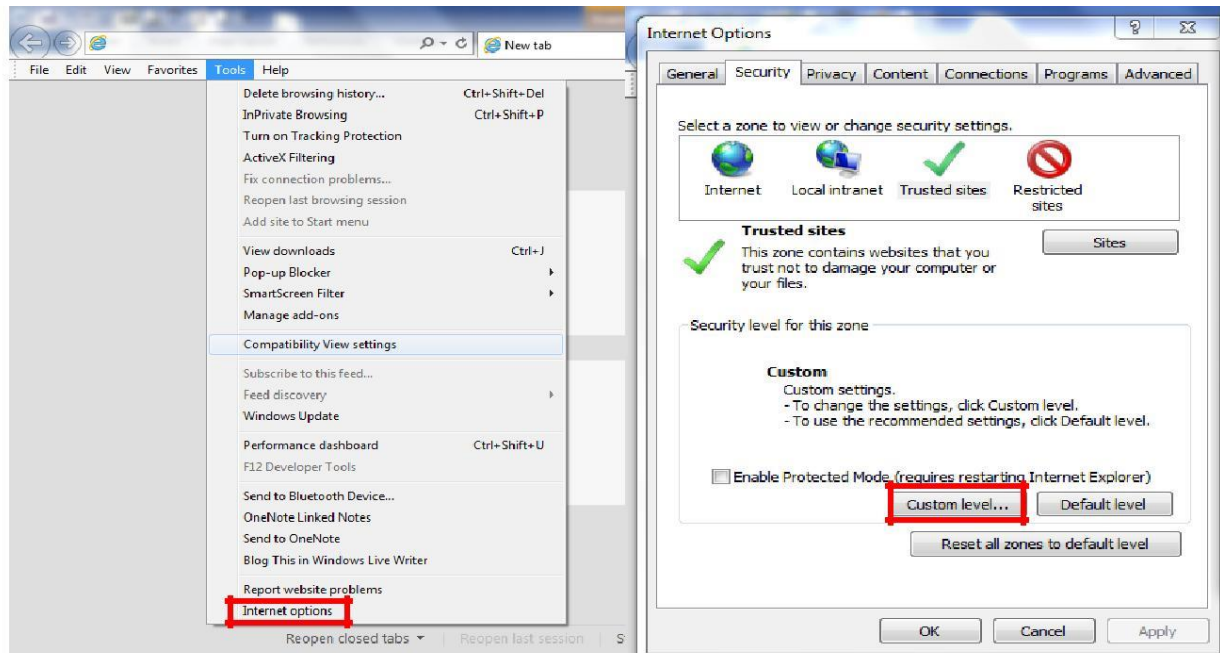 New tab
File Edit View Favorites Tools Help
Delete browsing history... Ctrl+Shift+Del
InPrivate Browsing Ctrl+Shift+P
Turn on Tracking Protection
ActiveX Filtering
Fix connection problems...
Reopen last browsing session
Add site to Start menu
View downloads Ctrl+J
Pop-up Blocker
SmartScreen Filter
Manage add-ons
Compatibility View settings
Subscribe to this feed...
Feed discovery
Windows Update
Performance dashboard Ctrl+Shift+U
F12 Developer Tools
Send to Bluetooth Device...
OneNote Linked Notes
Send to OneNote
Blog This in Windows Live Writer
Report website problems
Internet options
Reopen closed tabs Reopen last session S
Internet Options
General Security Privacy Content Connections Programs Advanced
Select a zone to view or change security settings.
Internet Local intranet Trusted sites Restricted
sites
Trusted sites
Sites
This zone contains websites that you
trust not to damage your computer or
your files.
Security level for this zone
Custom
Custom settings.
- To change the settings, click Custom level.
- To use the recommended settings, click Default level.
Enable Protected Mode (requires restarting Internet Explorer)
Custom level... Default level
Reset all zones to default level
OK Cancel Apply